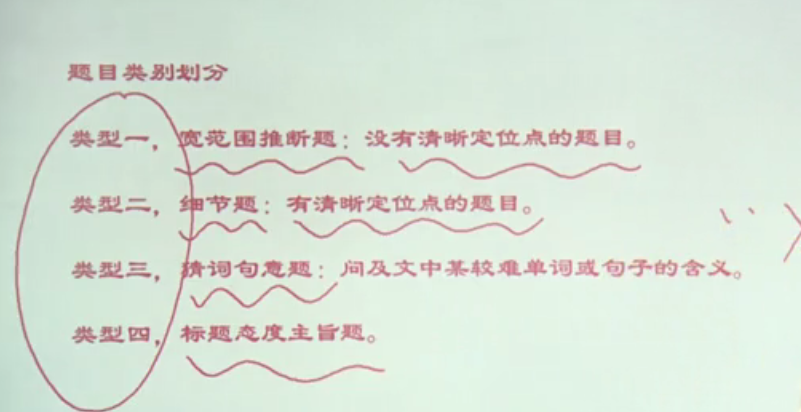 题目类别划分
类型一，宽范围推断题：没有清晰定位点的题目。
类型二，细节题：有清晰定位点的题目。
类型三，猜词句意题：问及文中某较难单词或句子的含义。
类型四，标题态度主旨题。